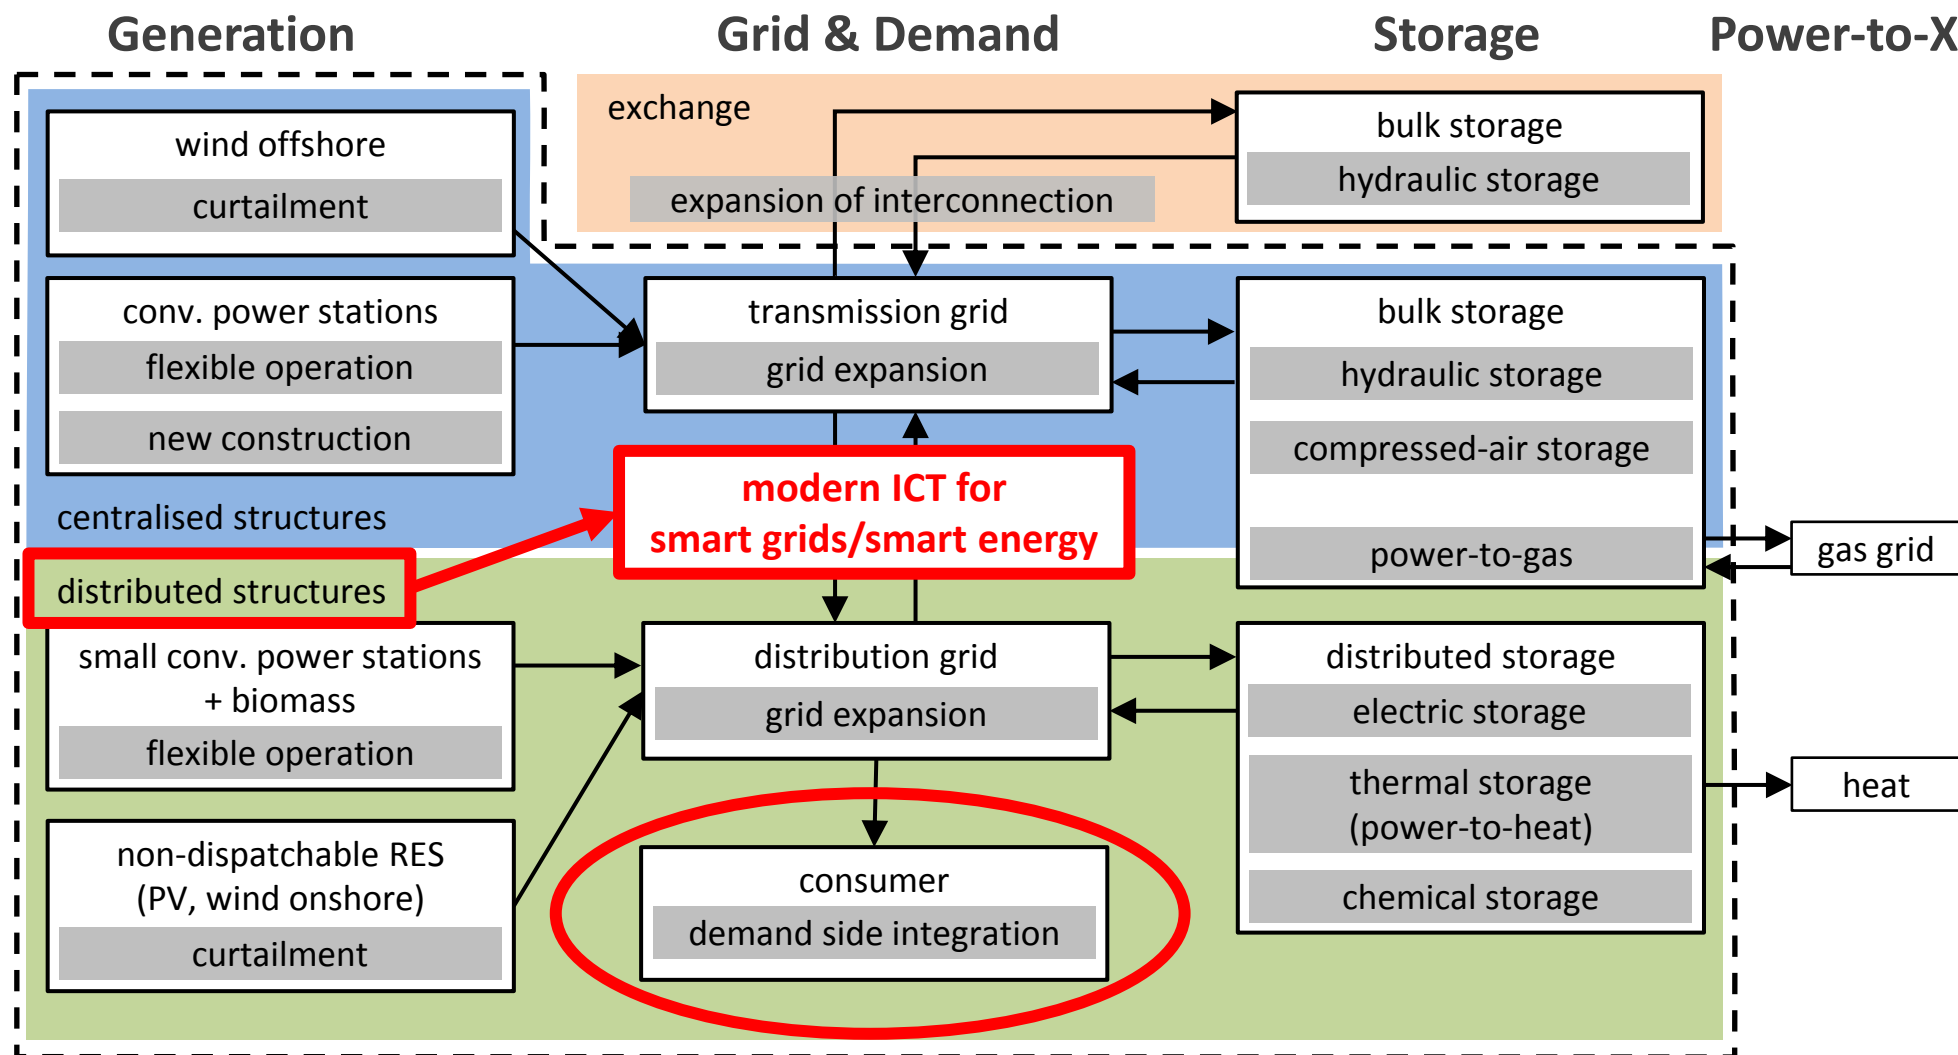 Generation
Grid & Demand
Storage
Power-to-X
wind offshore
curtailment
conv. power stations
flexible operation
new construction
centralised structures
distributed structures
small conv. power stations
+ biomass
flexible operation
non-dispatchable RES
(PV, wind onshore)
curtailment
exchange
expansion of interconnection
transmission grid
grid expansion
modern ICT for
smart grids/smart energy
distribution grid
grid expansion
consumer
demand side integration
bulk storage
hydraulic storage
bulk storage
hydraulic storage
compressed-air storage
power-to-gas
distributed storage
electric storage
thermal storage
(power-to-heat)
chemical storage
gas grid
heat